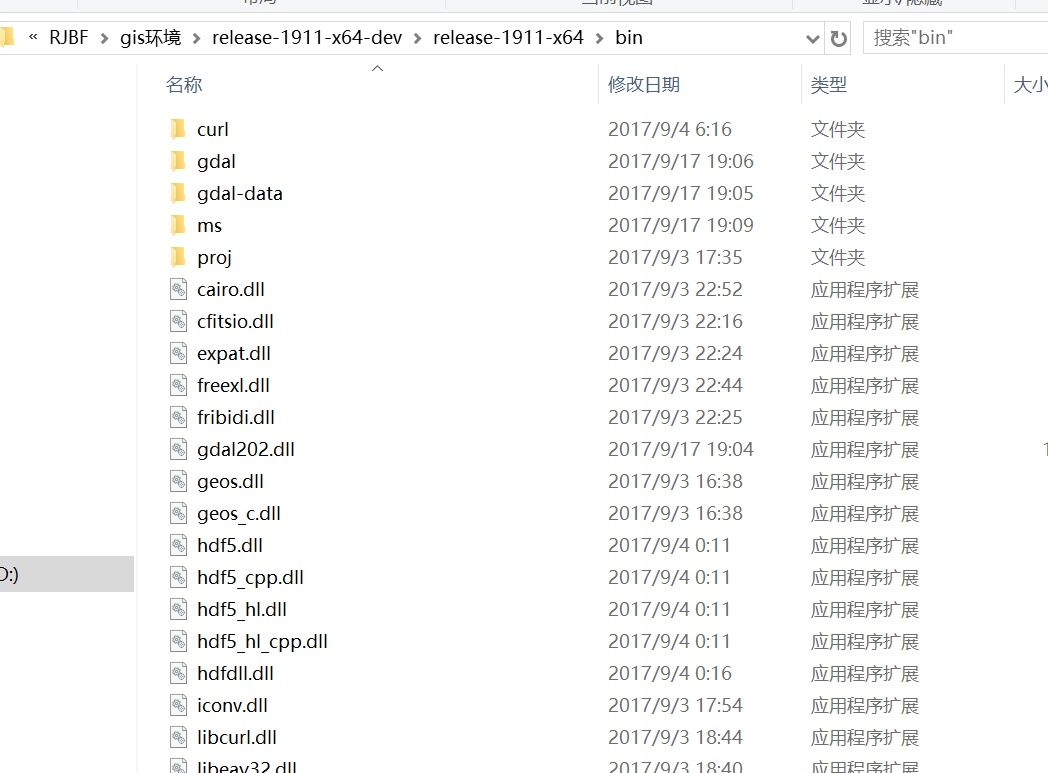 « RJBF > gis环境 > release-1911-x64-dev > release-1911-x64 > bin 搜索"bin"
名称 修改日期 类型 大小
curl 2017/9/4 6:16 文件夹
gdal 2017/9/17 19:06 文件夹
gdal-data 2017/9/17 19:05 文件夹
ms 2017/9/17 19:09 文件夹
proj 2017/9/3 17:35 文件夹
cairo.dll 2017/9/3 22:52 应用程序扩展
cfitsio.dll 2017/9/3 22:16 应用程序扩展
expat.dll 2017/9/3 22:24 应用程序扩展
freexl.dll 2017/9/3 22:44 应用程序扩展
fribidi.dll 2017/9/3 22:25 应用程序扩展
gdal202.dll 2017/9/17 19:04 应用程序扩展 1
geos.dll 2017/9/3 16:38 应用程序扩展
geos_c.dll 2017/9/3 16:38 应用程序扩展
hdf5.dll 2017/9/4 0:11 应用程序扩展
D:) hdf5_cpp.dll 2017/9/4 0:11 应用程序扩展
hdf5_hl.dll 2017/9/4 0:11 应用程序扩展
hdf5_hl_cpp.dll 2017/9/4 0:11 应用程序扩展
hdfdll.dll 2017/9/4 0:16 应用程序扩展
iconv.dll 2017/9/3 17:54 应用程序扩展
libcurl.dll 2017/9/3 18:44 应用程序扩展
libeay32.dll 2017/9/3 18:40 应用程序扩展